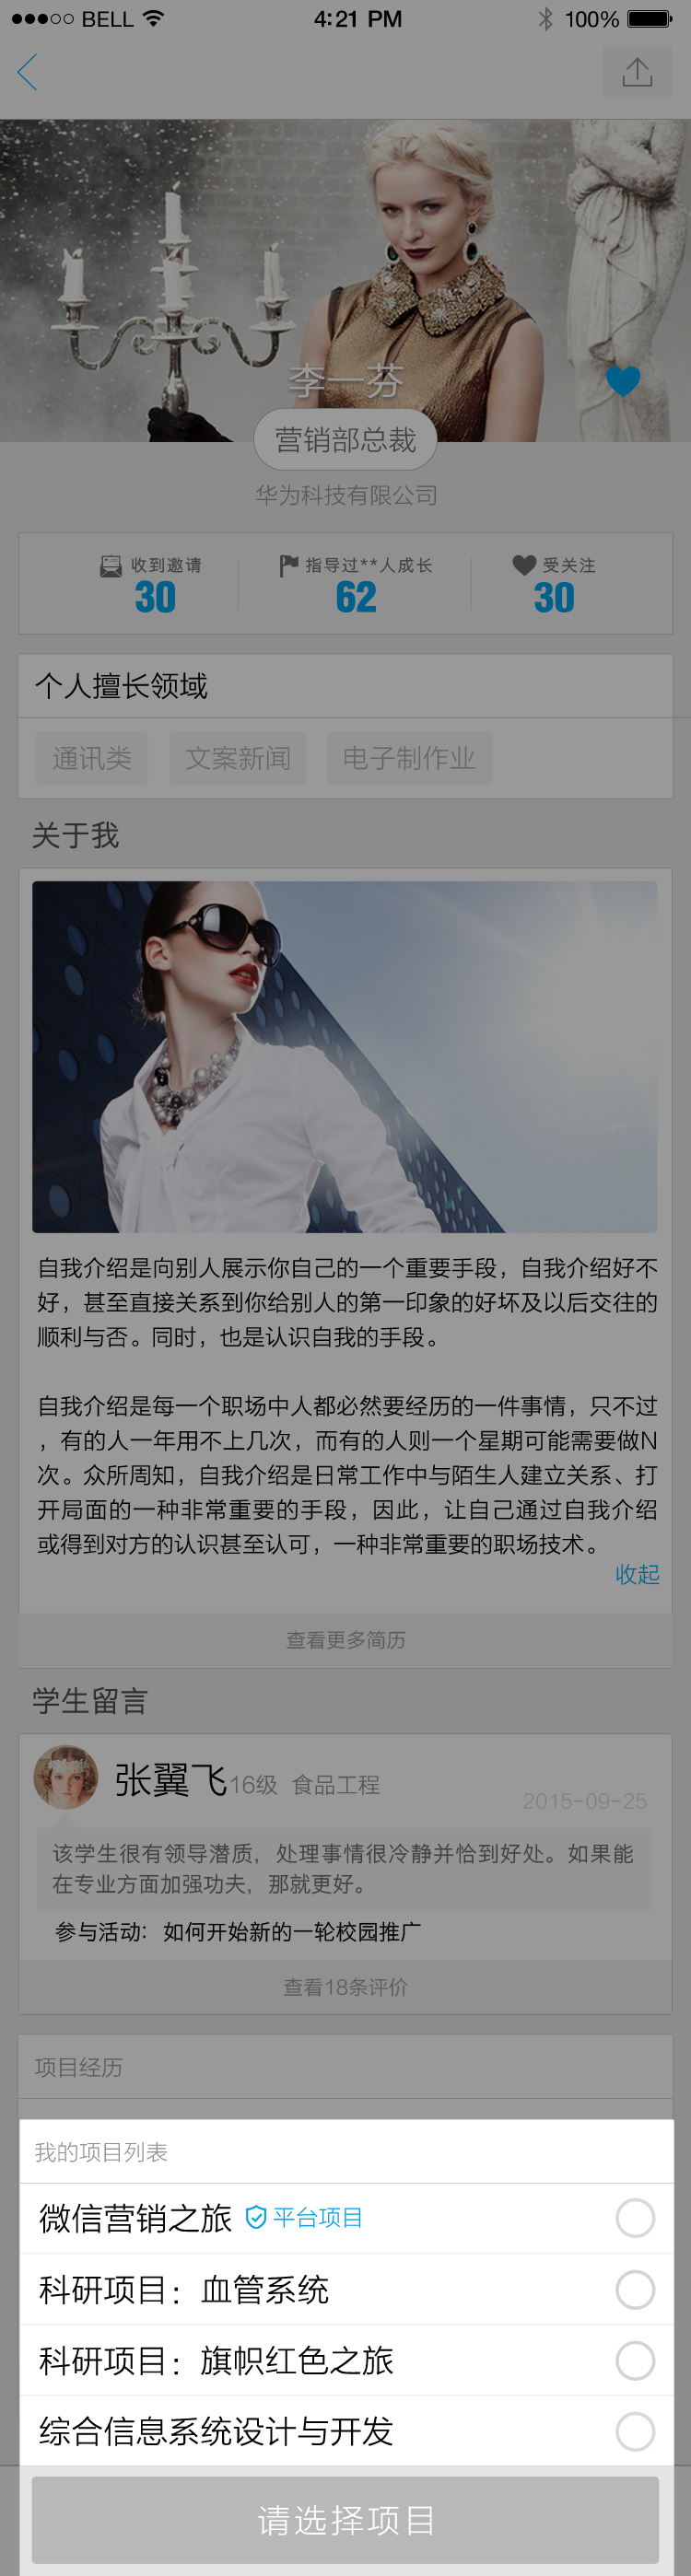 BELL
4:21 PM
100%
李一芬
营销部总裁
华为科技有限公司
收到邀请
30
指导过**人成长
62
受关注
30
个人擅长领域
通讯类
文案新闻
电子制作业
关于我
自我介绍是向别人展示你自己的一个重要手段，自我介绍好不
好，甚至直接关系到你给别人的第一印象的好坏及以后交往的
顺利与否。同时，也是认识自我的手段。
自我介绍是每一个职场中人都必然要经历的一件事情，只不过
，有的人一年用不上几次，而有的人则一个星期可能需要做N
次。众所周知，自我介绍是日常工作中与陌生人建立关系、打
开局面的一种非常重要的手段，因此，让自己通过自我介绍
或得到对方的认识甚至认可，一种非常重要的职场技术。
收起
查看更多简历
学生留言
张翼飞16级 食品工程
2015-09-25
该学生很有领导潜质，处理事情很冷静并恰到好处。如果能
在专业方面加强功夫，那就更好。
参与活动：如何开始新的一轮校园推广
查看18条评价
项目经历
我的项目列表
微信营销之旅 平台项目
科研项目：血管系统
科研项目：旗帜红色之旅
综合信息系统设计与开发
请选择项目